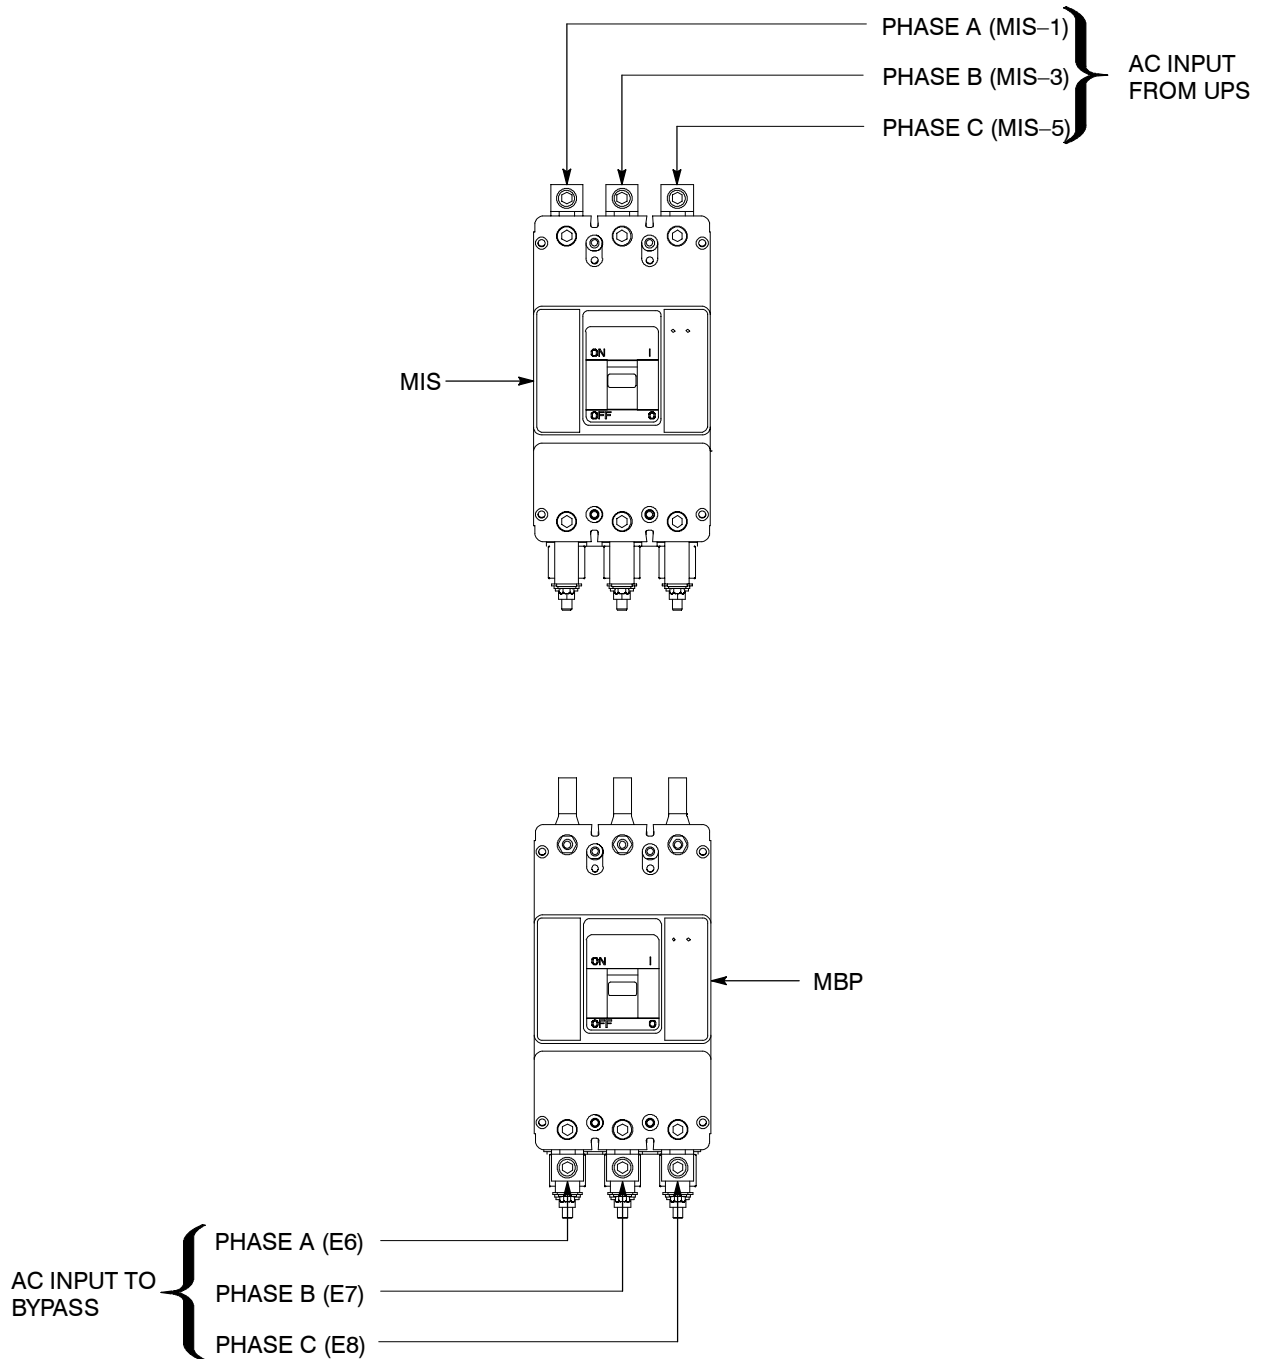 PHASE A (MIS–1)
PHASE B (MIS–3)
PHASE C (MIS–5)
AC INPUT
FROM UPS
ON I
MIS
OFF O
ON I
MBP
OFF O
PHASE A (E6)
PHASE B (E7)
PHASE C (E8)
AC INPUT TO
BYPASS